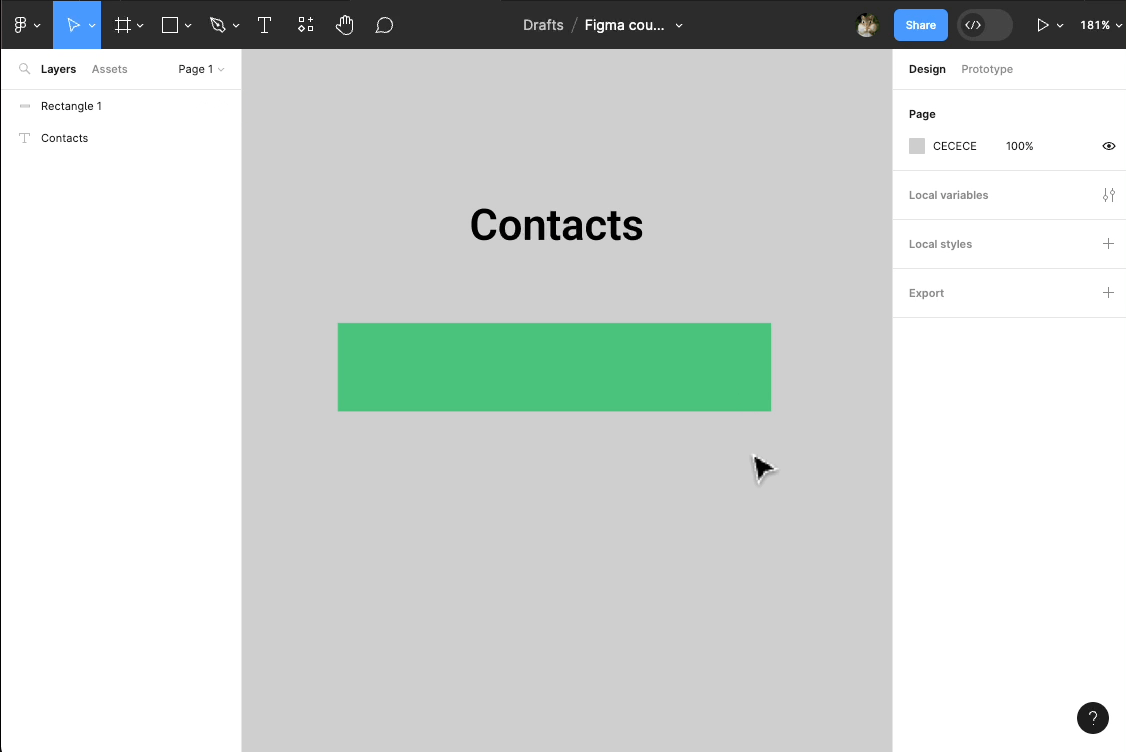 Drafts / Figma cou... Share 181%
Layers Assets Page 1
Rectangle 1
Contacts
Contacts
Design Prototype
Page
CECECE 100%
Local variables
Local styles
Export
?